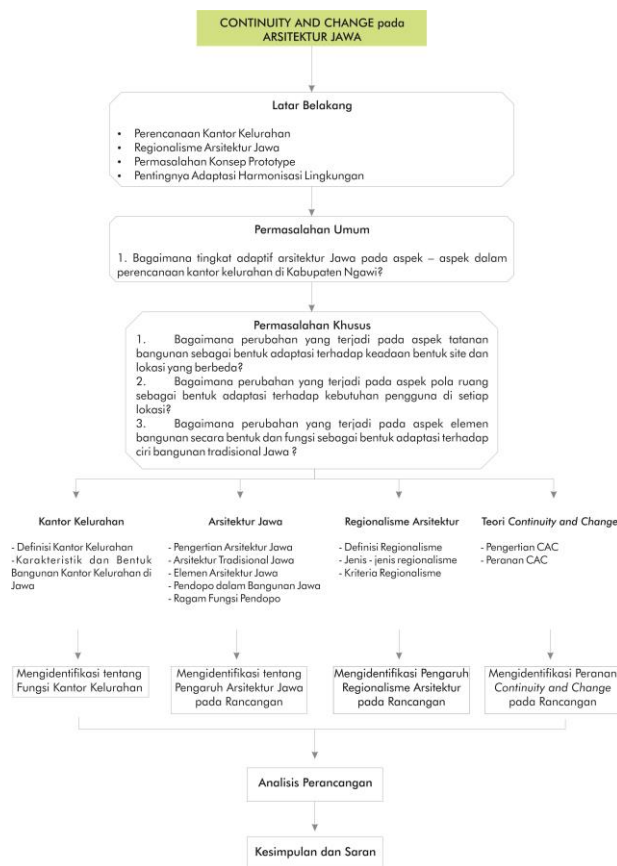 CONTINUITY AND CHANGE pada
ARSITEKTUR JAWA
Latar Belakang
• Perencanaan Kantor Kelurahan
• Regionalisme Arsitektur Jawa
• Permasalahan Konsep Prototype
• Pentingnya Adaptasi Harmonisasi Lingkungan
Permasalahan Umum
1. Bagaimana tingkat adaptif arsitektur Jawa pada aspek – aspek dalam
perencanaan kantor kelurahan di Kabupaten Ngawi?
Permasalahan Khusus
1. Bagaimana perubahan yang terjadi pada aspek tatanan
bangunan sebagai bentuk adaptasi terhadap keadaan bentuk site dan
lokasi yang berbeda?
2. Bagaimana perubahan yang terjadi pada aspek pola ruang
sebagai bentuk adaptasi terhadap kebutuhan pengguna di setiap
lokasi?
3. Bagaimana perubahan yang terjadi pada aspek elemen
bangunan secara bentuk dan fungsi sebagai bentuk adaptasi terhadap
ciri bangunan tradisional Jawa ?
Kantor Kelurahan
- Definisi Kantor Kelurahan
- Karakteristik dan Bentuk
Bangunan Kantor Kelurahan di
Jawa
Arsitektur Jawa
- Pengertian Arsitektur Jawa
- Arsitektur Tradisional Jawa
- Elemen Arsitektur Jawa
- Pendopo dalam Bangunan Jawa
- Ragam Fungsi Pendopo
Regionalisme Arsitektur
- Definisi Regionalisme
- Jenis - jenis regionalisme
- Kriteria Regionalisme
Teori Continuity and Change
- Pengertian CAC
- Peranan CAC
Mengidentifikasi tentang
Fungsi Kantor Kelurahan
Mengidentifikasi tentang
Pengaruh Arsitektur Jawa
pada Rancangan
Mengidentifikasi Pengaruh
Regionalisme Arsitektur
pada Rancangan
Mengidentifikasi Peranan
Continuity and Change
pada Rancangan
Analisis Perancangan
Kesimpulan dan Saran